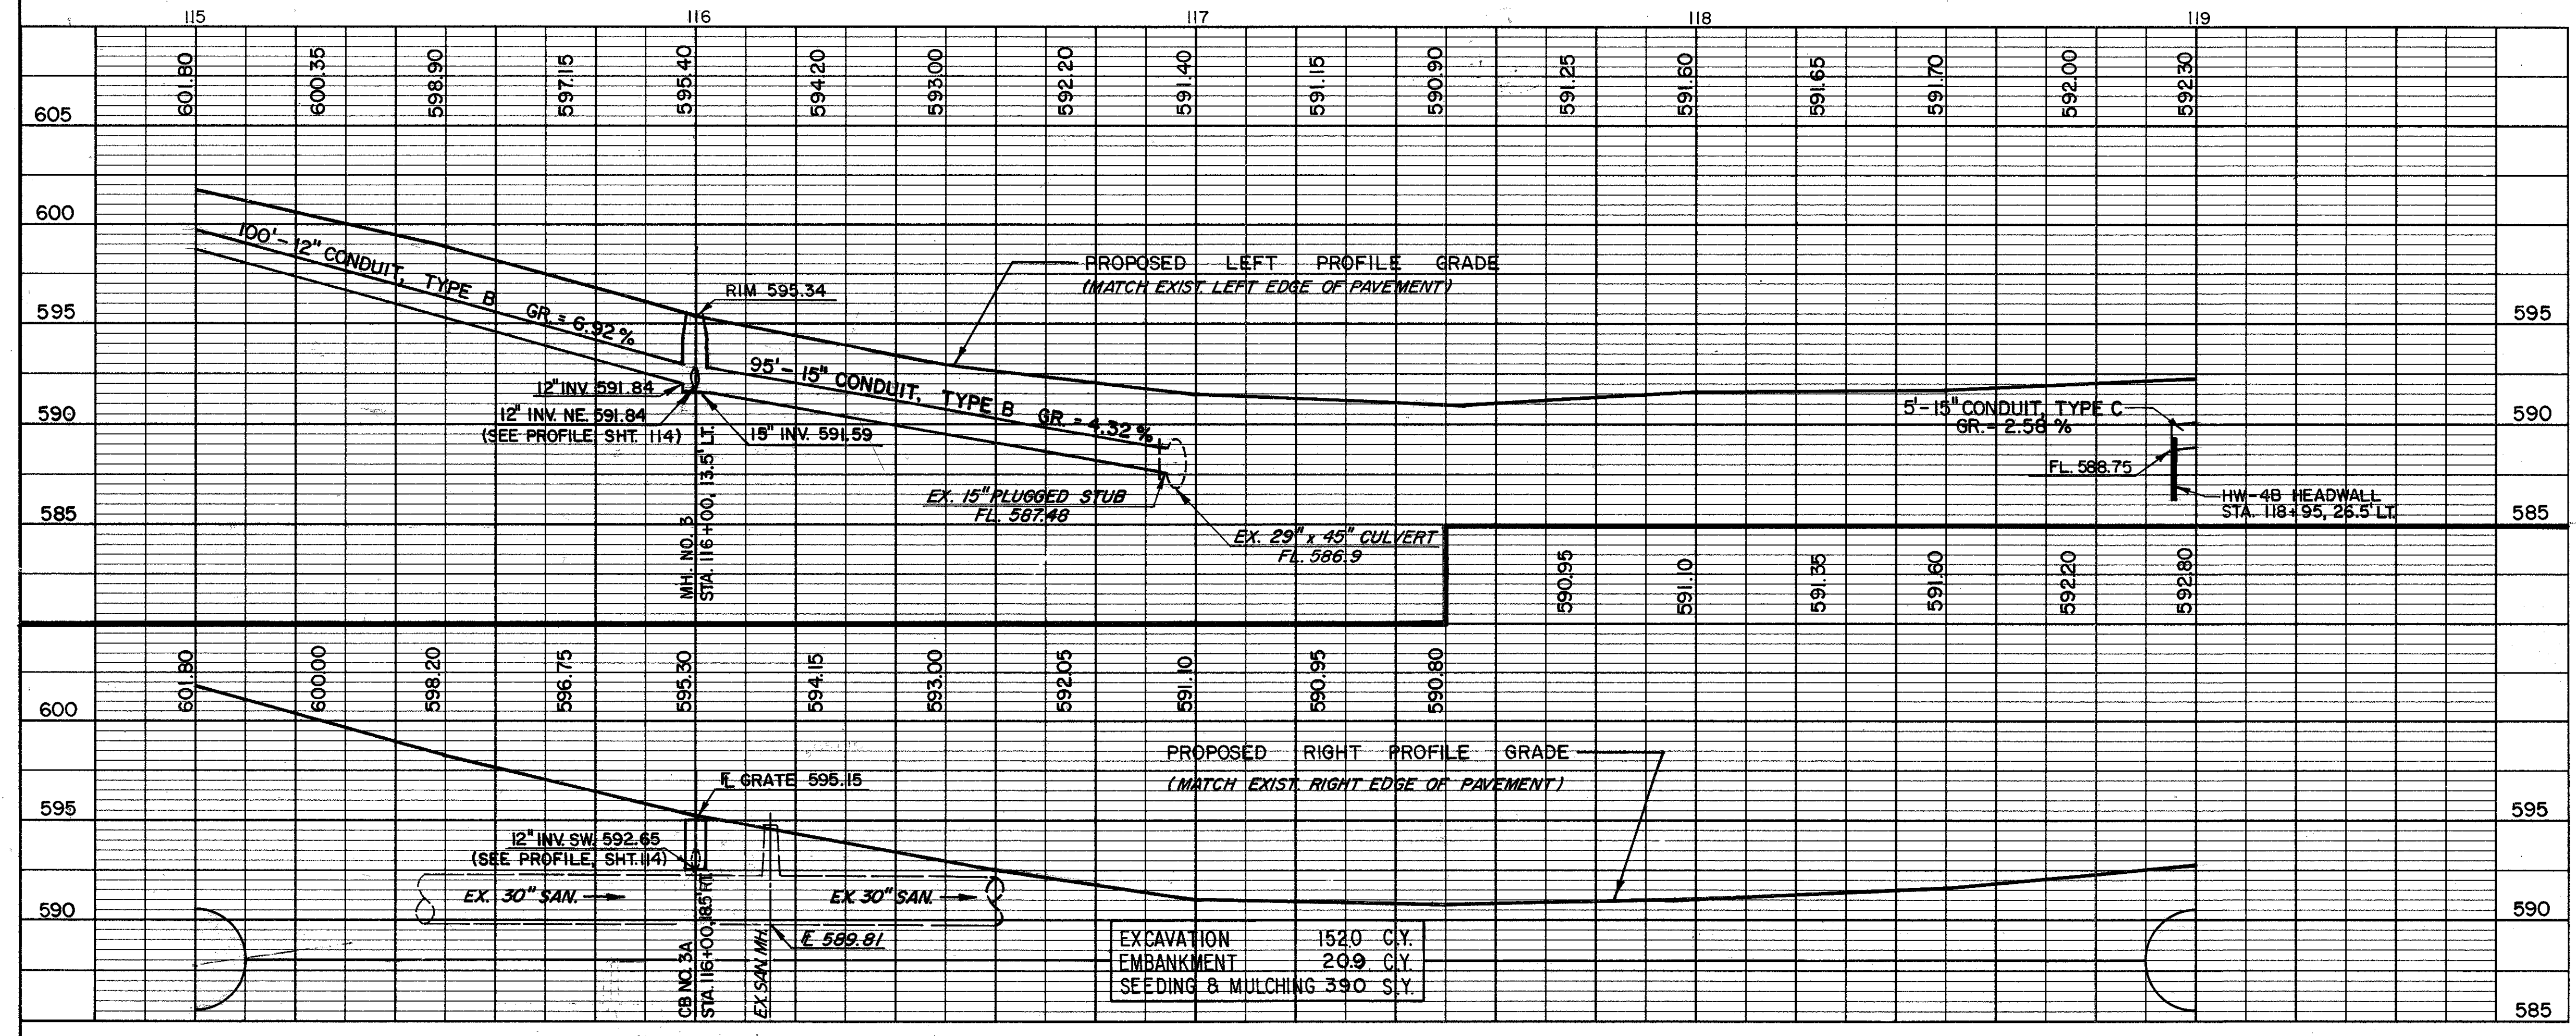 115 116 117 118 119
601.80 600.35 598.90 597.15 595.40 594.20 593.00 592.20 591.40 591.15 590.90 591.25 591.60 591.65 591.70 592.00 592.30
605
600
100'-12" CONDUIT, TYPE B GR. = 6.92 %
PROPOSED LEFT PROFILE GRADE
(MATCH EXIST. LEFT EDGE OF PAVEMENT)
RIM 595.34
595 595
95'-15" CONDUIT, TYPE B GR. = 4.32 %
12" INV. 591.84
12" INV. NE. 591.84
(SEE PROFILE, SHT. 114)
15" INV. 591.59
5'-15" CONDUIT, TYPE C
GR. = 2.58 %
590 590
FL. 588.75
EX. 15" PLUGGED STUB
FL. 587.48
HW-4B HEADWALL
STA. 118+95, 26.5' LT.
585 585
EX. 29" x 45" CULVERT
FL. 586.9
MH. NO. 3
STA. 116+00, 13.5' LT.
590.95 591.10 591.35 591.60 592.20 592.80
601.80 600.00 598.20 596.75 595.30 594.15 593.00 592.05 591.10 590.95 590.80
600
PROPOSED RIGHT PROFILE GRADE
(MATCH EXIST. RIGHT EDGE OF PAVEMENT)
GRATE 595.15
595 595
12" INV. SW. 592.65
(SEE PROFILE, SHT. 114)
EX. 30" SAN. EX. 30" SAN.
590 590
589.81
CB NO. 3A
STA. 116+00, 18.5' RT.
EX. SAN. MH.
EXCAVATION 152.0 C.Y.
EMBANKMENT 20.9 C.Y.
SEEDING & MULCHING 390 S.Y.
585